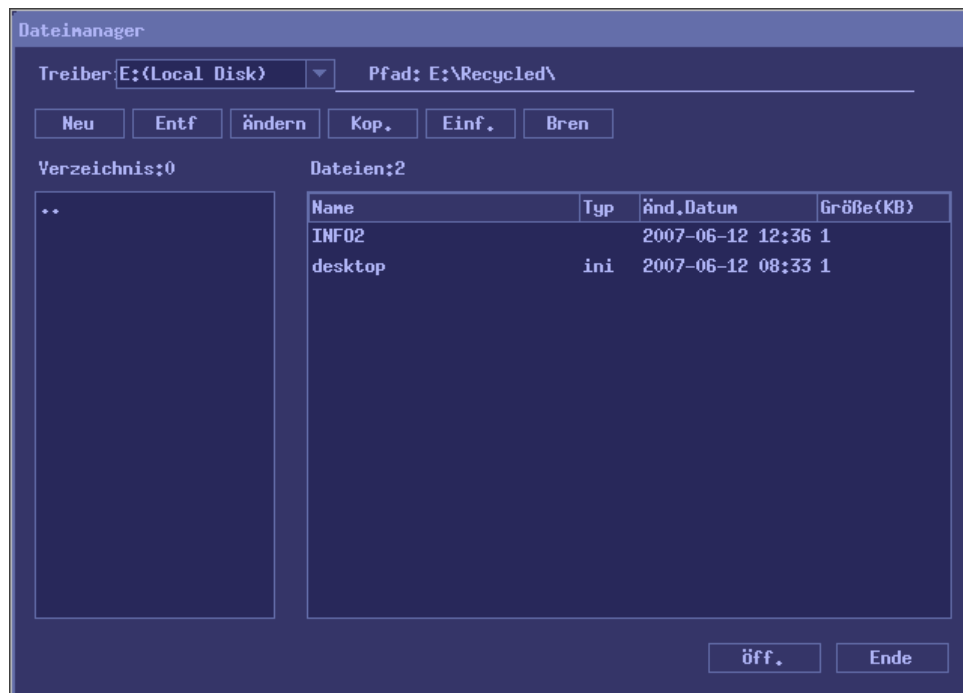 Dateimanager
Treiber:E:(Local Disk) Pfad: E:\Recycled\
Neu Entf Ändern Kop. Einf. Bren
Verzeichnis:0 Dateien:2
..
Name Typ Änd.Datum Größe(KB)
INFO2 2007-06-12 12:36 1
desktop ini 2007-06-12 08:33 1
Öff. Ende